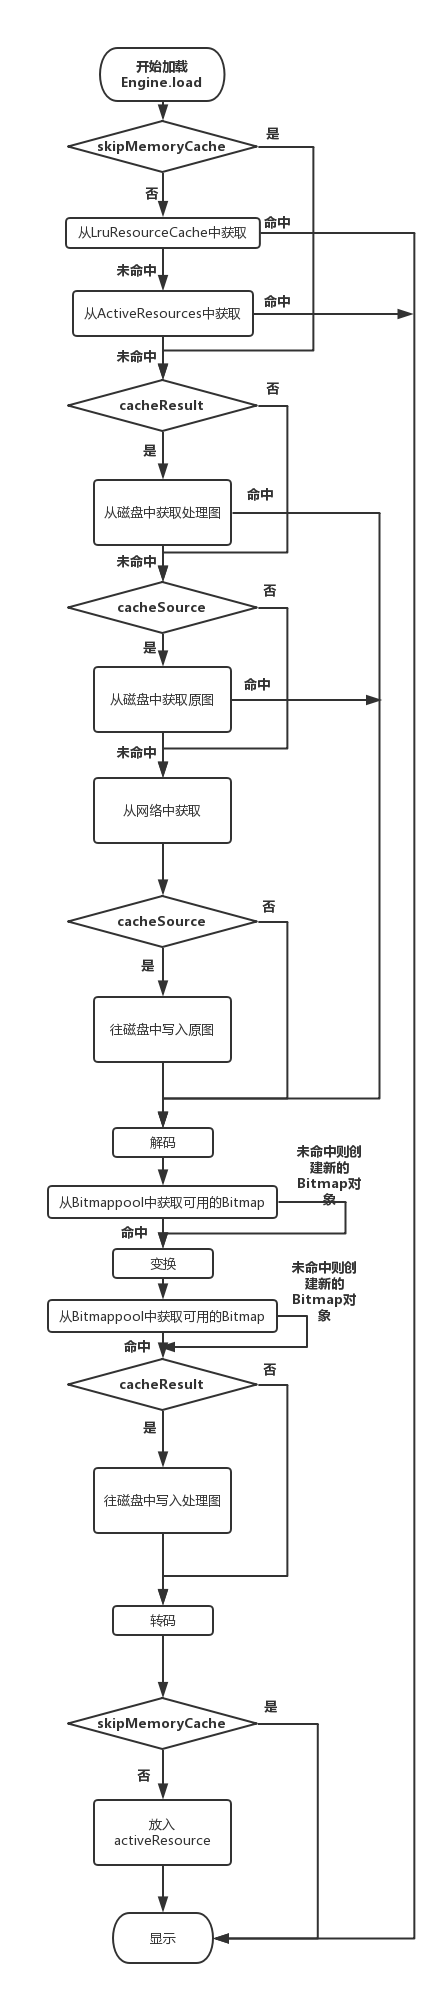 开始加载
Engine.load
skipMemoryCache
是
否
从LruResourceCache中获取
命中
未命中
从ActiveResources中获取
命中
未命中
cacheResult
否
是
从磁盘中获取处理图
命中
未命中
cacheSource
否
是
从磁盘中获取原图
命中
未命中
从网络中获取
cacheSource
否
是
往磁盘中写入原图
解码
未命中则创
建新的
Bitmap对
象
从Bitmappool中获取可用的Bitmap
命中
变换
未命中则创
建新的
Bitmap对
象
从Bitmappool中获取可用的Bitmap
命中
cacheResult
否
是
往磁盘中写入处理图
转码
skipMemoryCache
是
否
放入
activeResource
显示